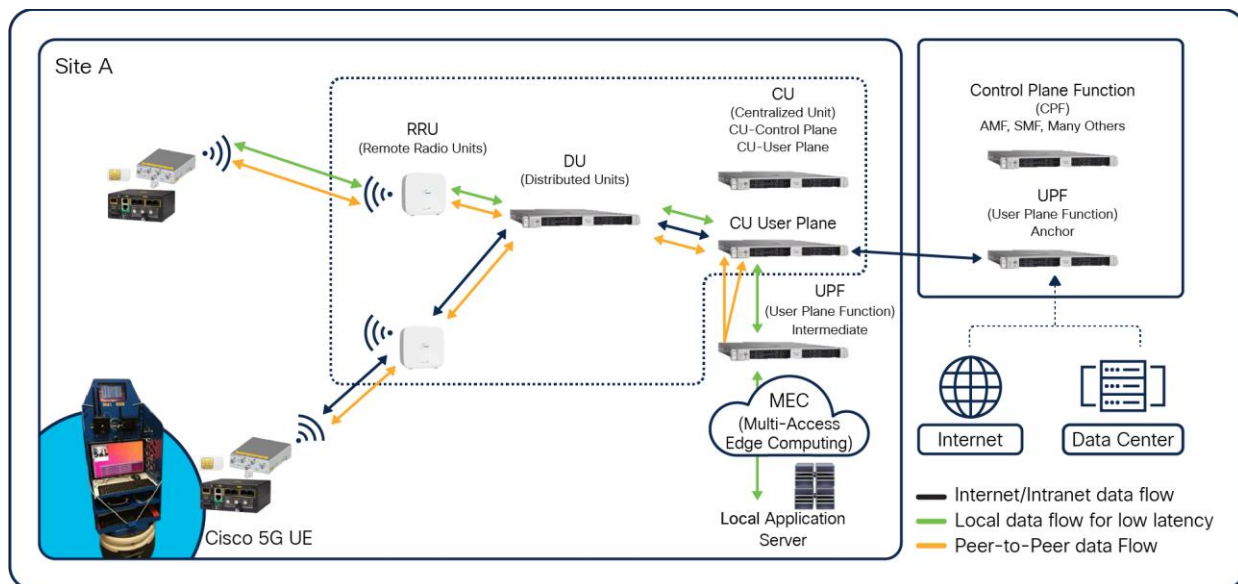 Site A
RRU
(Remote Radio Units)
DU
(Distributed Units)
CU
(Centralized Unit)
CU-Control Plane
CU-User Plane
CU User Plane
UPF
(User Plane Function)
Intermediate
MEC
(Multi-Access
Edge Computing)
Local Application
Server
Cisco 5G UE
Control Plane Function
(CPF)
AMF, SMF, Many Others
UPF
(User Plane Function)
Anchor
Internet
Data Center
Internet/Intranet data flow
Local data flow for low latency
Peer-to-Peer data Flow